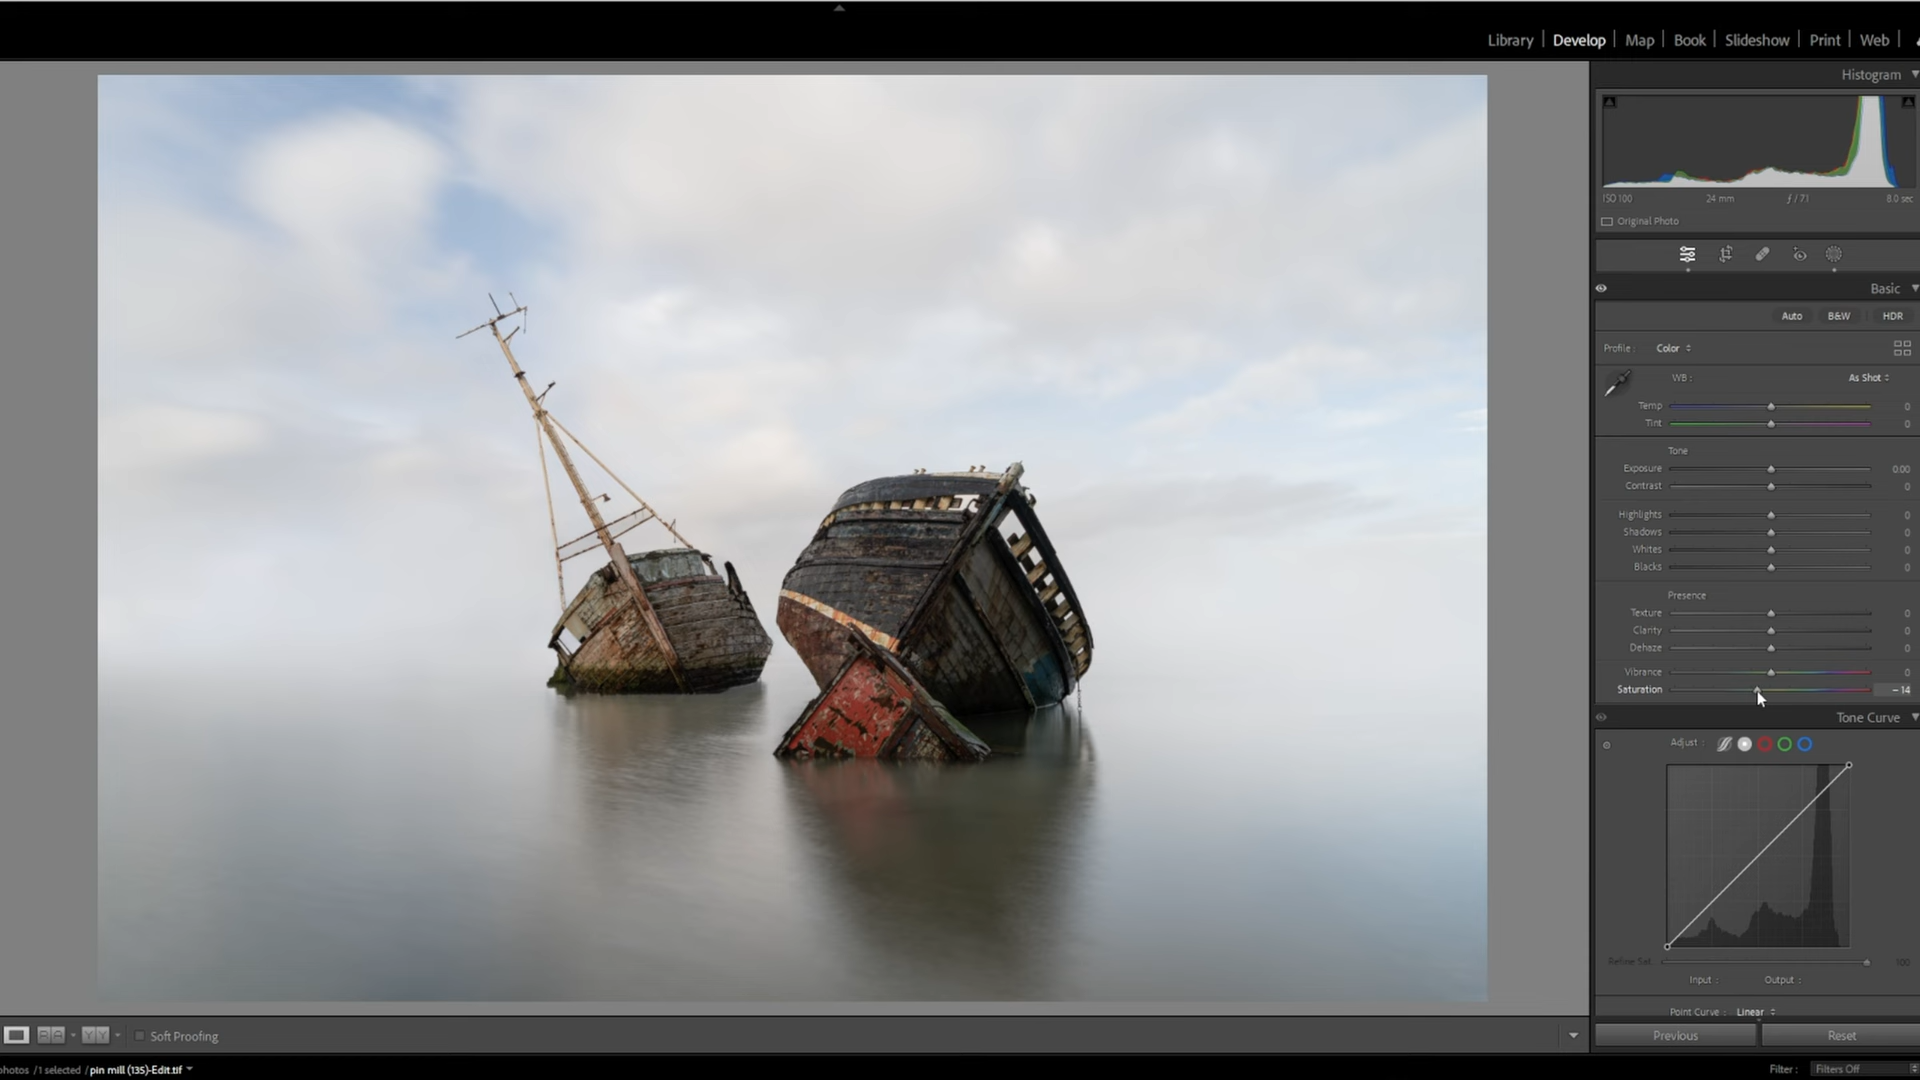 Library | Develop | Map | Book | Slideshow | Print | Web |
Histogram
ISO 100 24 mm ƒ / 7.1 8.0 sec
Original Photo
Basic
Auto B&W HDR
Profile : Color
WB : As Shot
Temp 0
Tint 0
Tone
Exposure 0.00
Contrast 0
Highlights 0
Shadows 0
Whites 0
Blacks 0
Presence
Texture 0
Clarity 0
Dehaze 0
Vibrance 0
Saturation – 14
Tone Curve
Adjust :
Refine Sat. 100
Input : Output :
Point Curve : Linear
Previous Reset
Soft Proofing
photos / 1 selected / pin mill (135)-Edit.tif
Filter : Filters Off